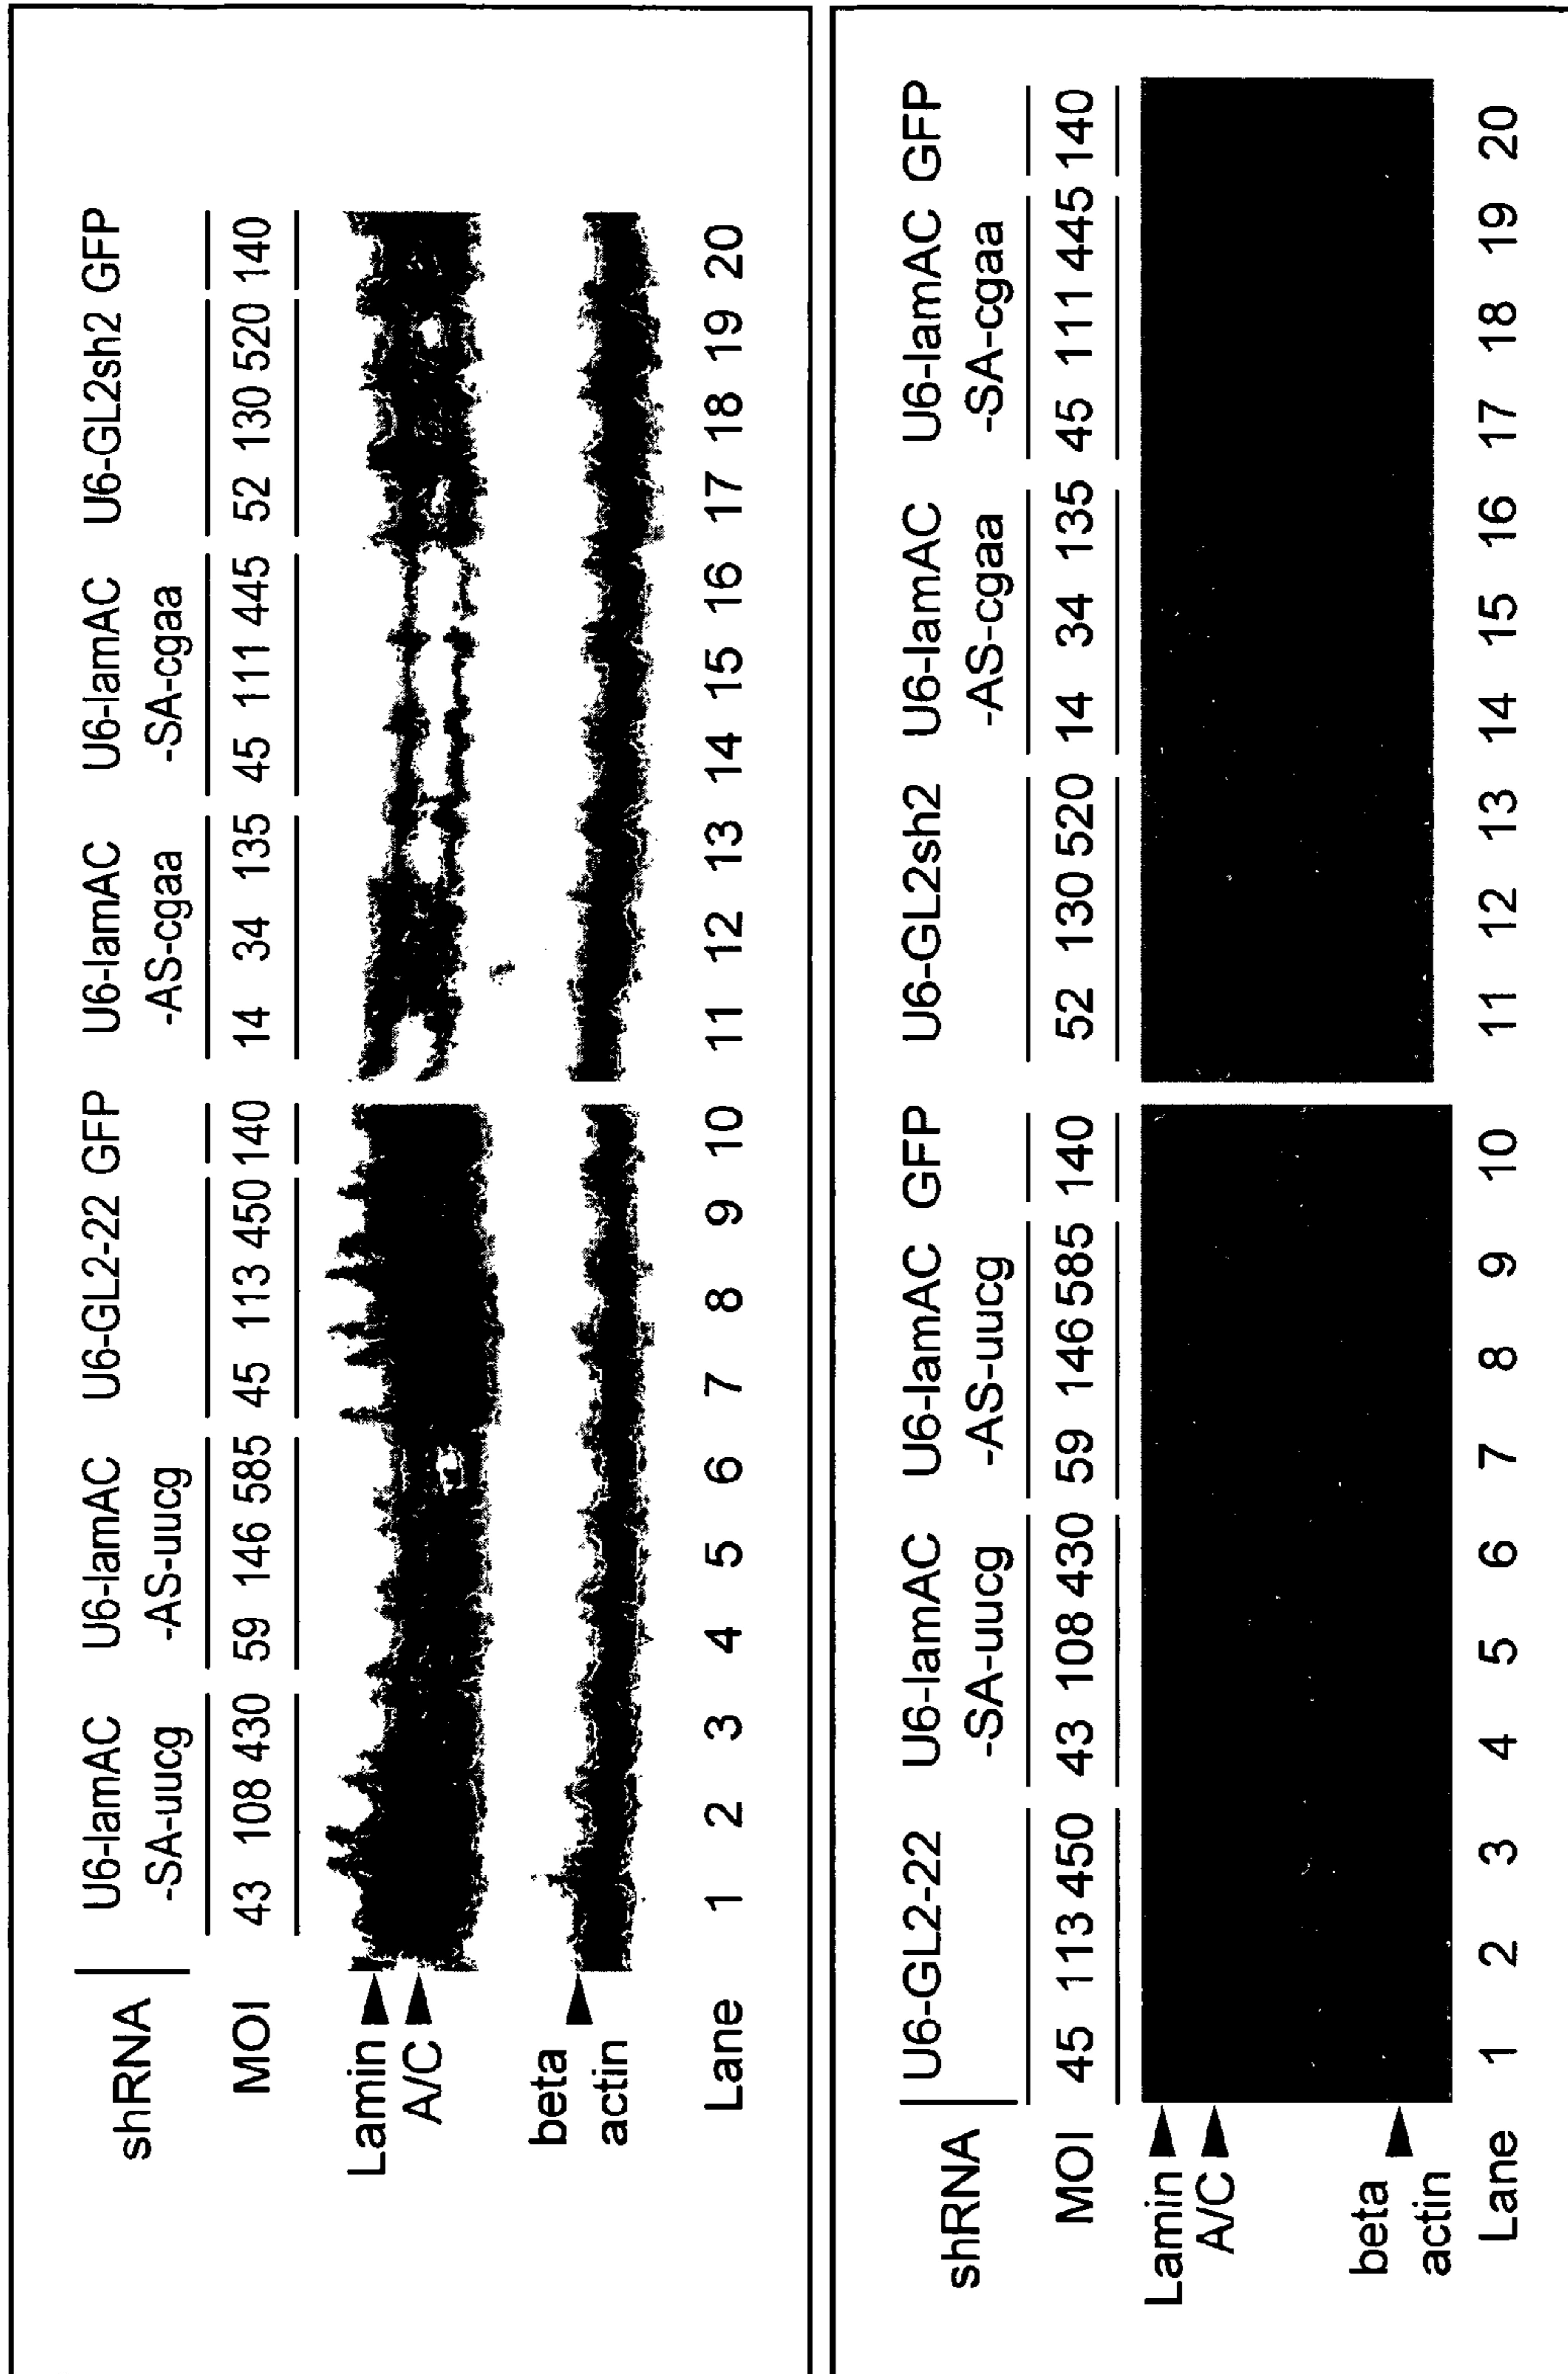 U6-lamAC U6-lamAC U6-GL2-22 GFP U6-lamAC U6-lamAC U6-GL2sh2 GFP
shRNA -SA-uucg -AS-uucg -AS-cgaa -SA-cgaa
MOI 43 108 430 59 146 585 45 113 450 140 14 34 135 45 111 445 52 130 520 140
Lamin
A/C
beta
actin
Lane 1 2 3 4 5 6 7 8 9 10 11 12 13 14 15 16 17 18 19 20
U6-GL2-22 U6-lamAC U6-lamAC GFP U6-GL2sh2 U6-lamAC U6-lamAC GFP
shRNA -SA-uucg -AS-uucg -AS-cgaa -SA-cgaa
MOI 45 113 450 43 108 430 59 146 585 140 52 130 520 14 34 135 45 111 445 140
Lamin
A/C
beta
actin
Lane 1 2 3 4 5 6 7 8 9 10 11 12 13 14 15 16 17 18 19 20